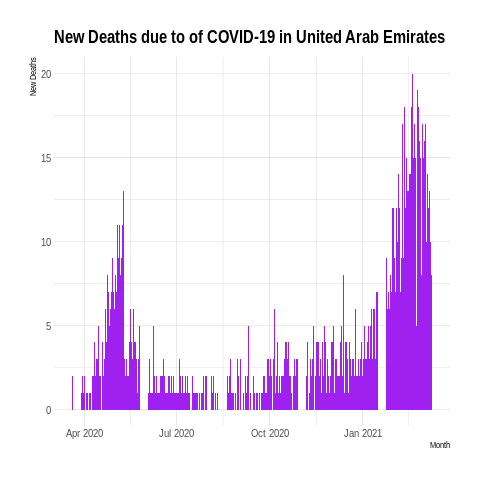 New Deaths due to of COVID-19 in United Arab Emirates
New Deaths
20
15
10
5
0
Apr 2020 Jul 2020 Oct 2020 Jan 2021
Month